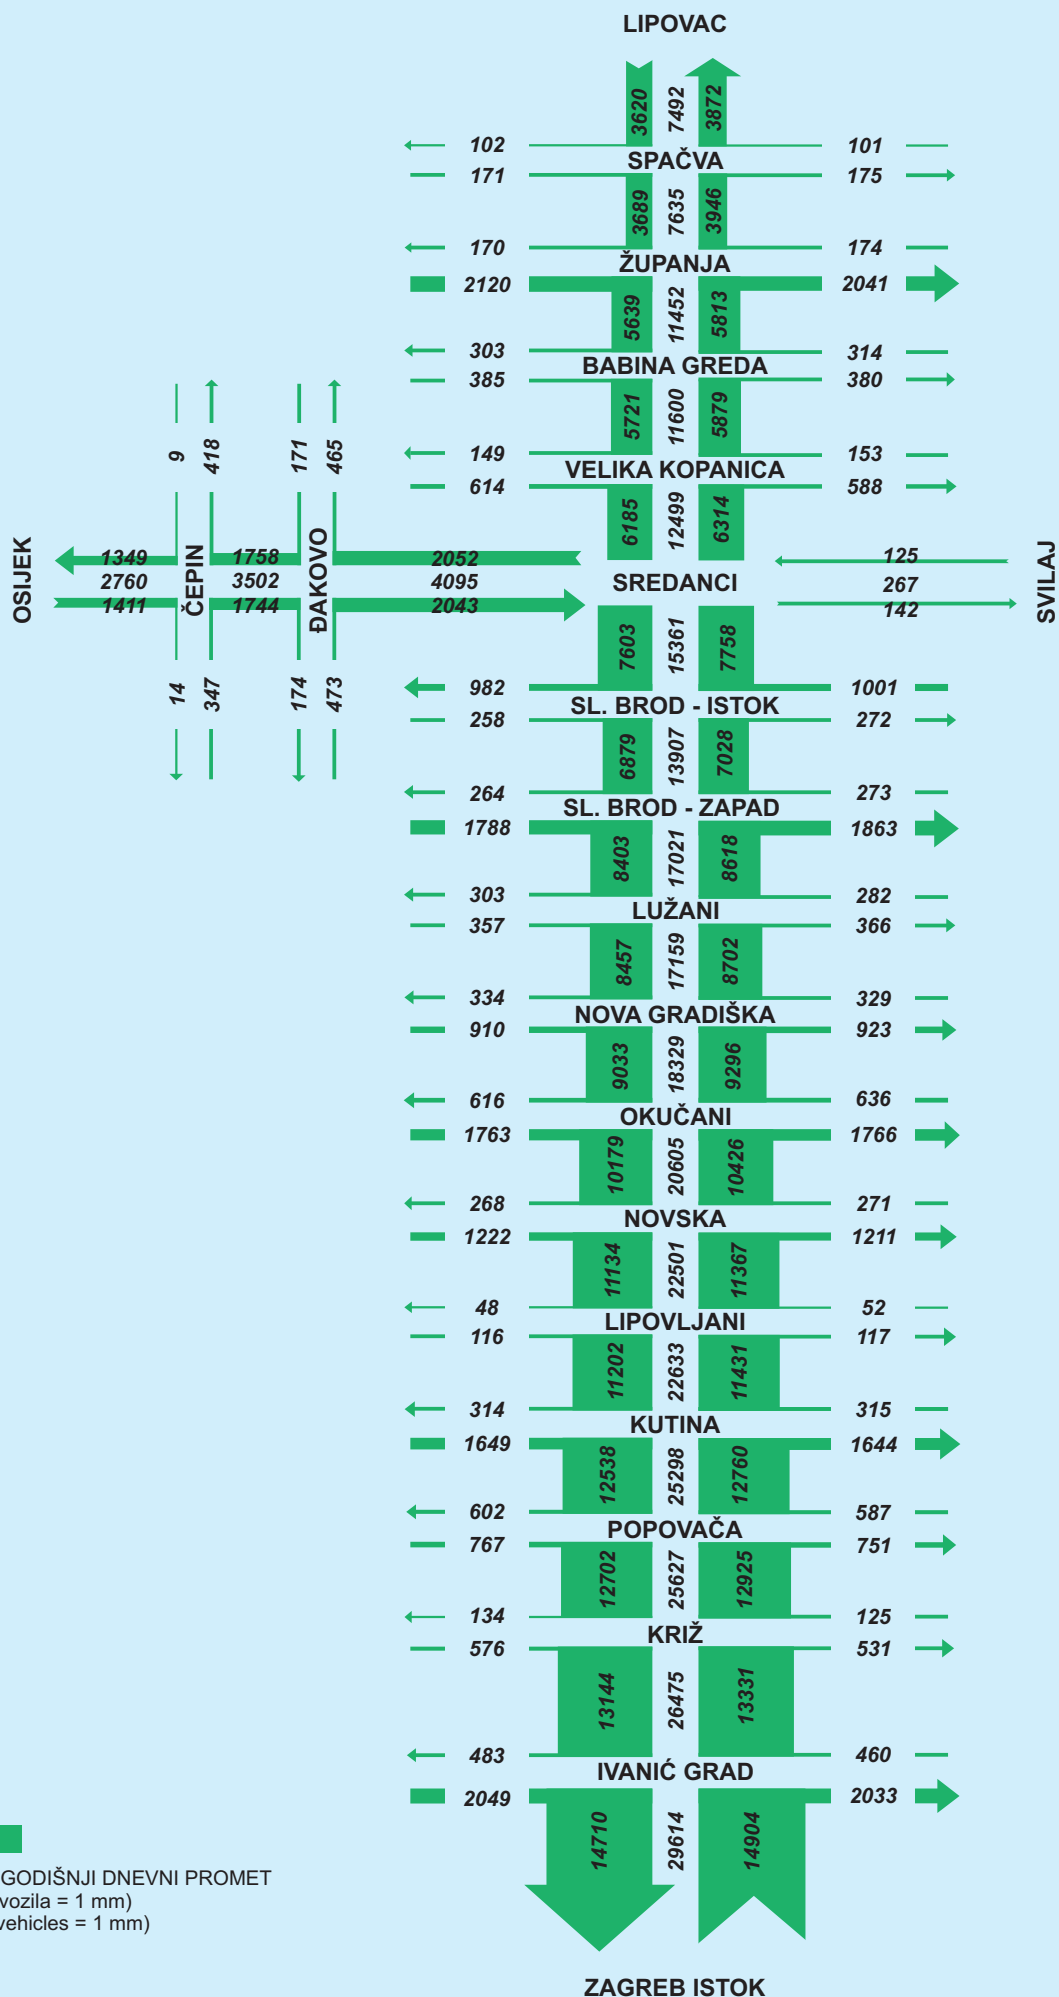 LIPOVAC
3620 7492 3872
102 101
SPAČVA
171 175
3689 7635 3946
170 174
ŽUPANJA
2120 2041
5639 11452 5813
303 314
BABINA GREDA
385 380
5721 11600 5879
149 153
VELIKA KOPANICA
614 588
6185 12499 6314
9 418 171 465
OSIJEK
1349 1758 2052
2760 ČEPIN 3502 ĐAKOVO 4095
1411 1744 2043
SREDANCI
125
267
142
SVILAJ
14 347 174 473
7603 15361 7758
982 1001
SL. BROD - ISTOK
258 272
6879 13907 7028
264 273
SL. BROD - ZAPAD
1788 1863
8403 17021 8618
303 282
LUŽANI
357 366
8457 17159 8702
334 329
NOVA GRADIŠKA
910 923
9033 18329 9296
616 636
OKUČANI
1763 1766
10179 20605 10426
268 271
NOVSKA
1222 1211
11134 22501 11367
48 52
LIPOVLJANI
116 117
11202 22633 11431
314 315
KUTINA
1649 1644
12538 25298 12760
602 587
POPOVAČA
767 751
12702 25627 12925
134 125
KRIŽ
576 531
13144 26475 13331
483 460
IVANIĆ GRAD
2049 2033
14710 29614 14904
GODIŠNJI DNEVNI PROMET
vozila = 1 mm)
vehicles = 1 mm)
ZAGREB ISTOK